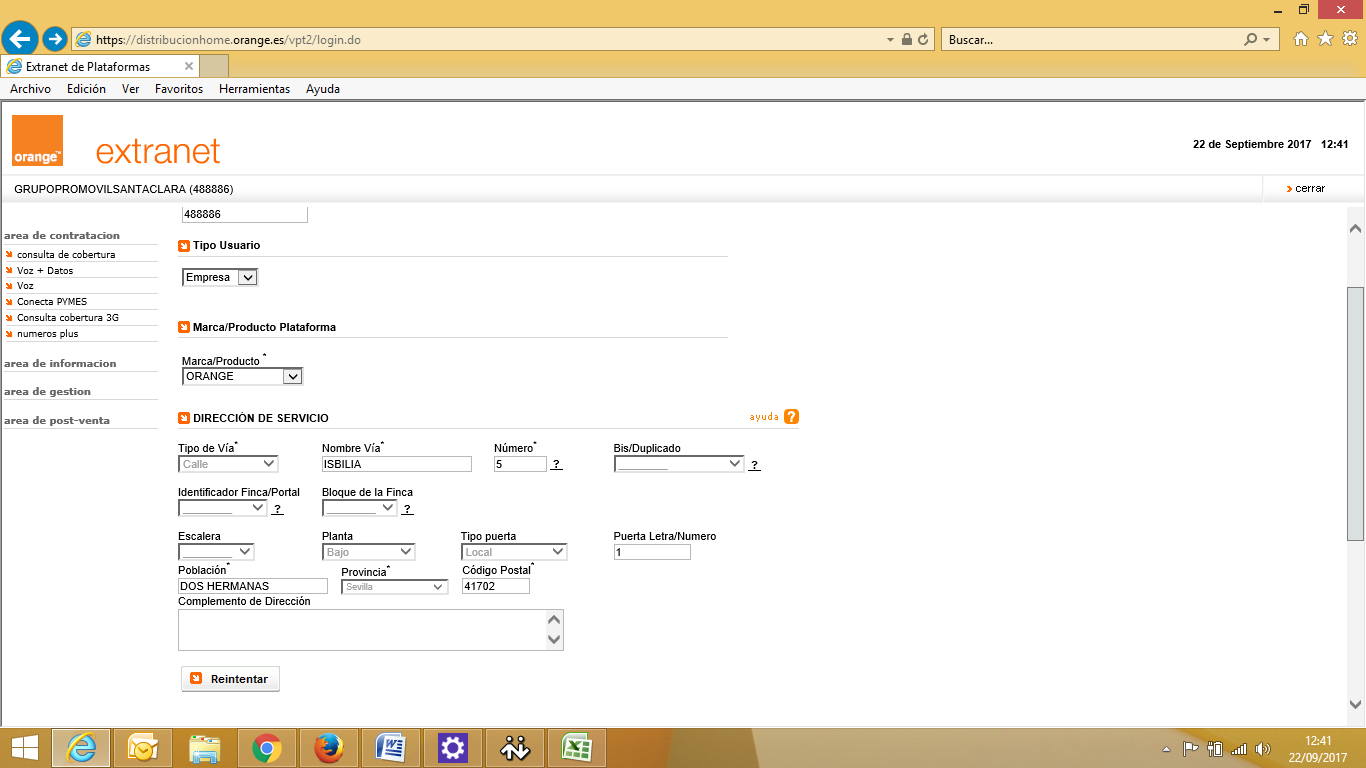 https://distribucionhome.orange.es/vpt2/login.do
Buscar...
Extranet de Plataformas
Archivo Edición Ver Favoritos Herramientas Ayuda
orange™
extranet
22 de Septiembre 2017 12:41
GRUPOPROMOVILSANTACLARA (488886)
cerrar
area de contratacion
consulta de cobertura
Voz + Datos
Voz
Conecta PYMES
Consulta cobertura 3G
numeros plus
area de informacion
area de gestion
area de post-venta
488886
Tipo Usuario
Empresa
Marca/Producto Plataforma
Marca/Producto *
ORANGE
DIRECCIÓN DE SERVICIO
ayuda ?
Tipo de Vía* Nombre Vía* Número* Bis/Duplicado
Calle ISBILIA 5 ? ________ ?
Identificador Finca/Portal Bloque de la Finca
________ ? ________ ?
Escalera Planta Tipo puerta Puerta Letra/Numero
________ Bajo Local 1
Población* Provincia* Código Postal*
DOS HERMANAS Sevilla 41702
Complemento de Dirección
Reintentar
12:41
22/09/2017